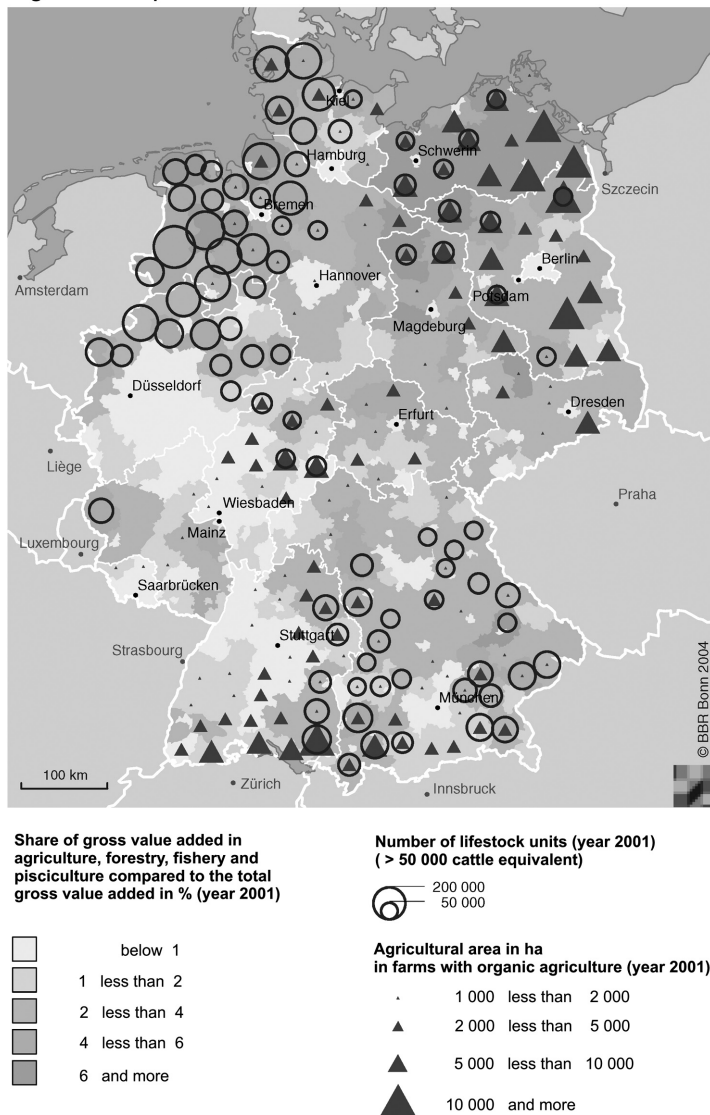 Kiel
Hamburg
Schwerin
Szczecin
Bremen
Amsterdam
Hannover
Berlin
Potsdam
Magdeburg
Düsseldorf
Erfurt
Dresden
Liège
Wiesbaden
Praha
Luxembourg
Mainz
Saarbrücken
Strasbourg
Stuttgart
München
© BBR Bonn 2004
100 km
Zürich
Innsbruck
Share of gross value added in
agriculture, forestry, fishery and
pisciculture compared to the total
gross value added in % (year 2001)
below 1
1 less than 2
2 less than 4
4 less than 6
6 and more
Number of lifestock units (year 2001)
( > 50 000 cattle equivalent)
200 000
50 000
Agricultural area in ha
in farms with organic agriculture (year 2001)
1 000 less than 2 000
2 000 less than 5 000
5 000 less than 10 000
10 000 and more